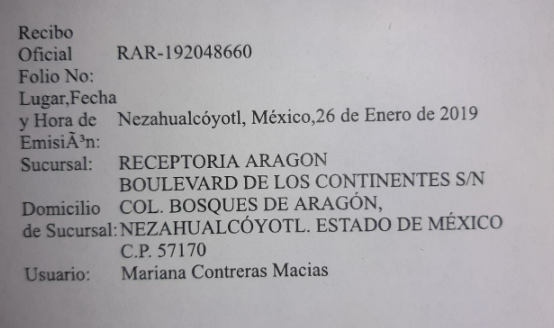 Recibo
Oficial RAR-192048660
Folio No:
Lugar,Fecha
y Hora de Nezahualcóyotl, México,26 de Enero de 2019
EmisiÃ³n:
Sucursal: RECEPTORIA ARAGON
BOULEVARD DE LOS CONTINENTES S/N
Domicilio COL. BOSQUES DE ARAGÓN,
de Sucursal: NEZAHUALCÓYOTL. ESTADO DE MÉXICO
C.P. 57170
Usuario: Mariana Contreras Macias